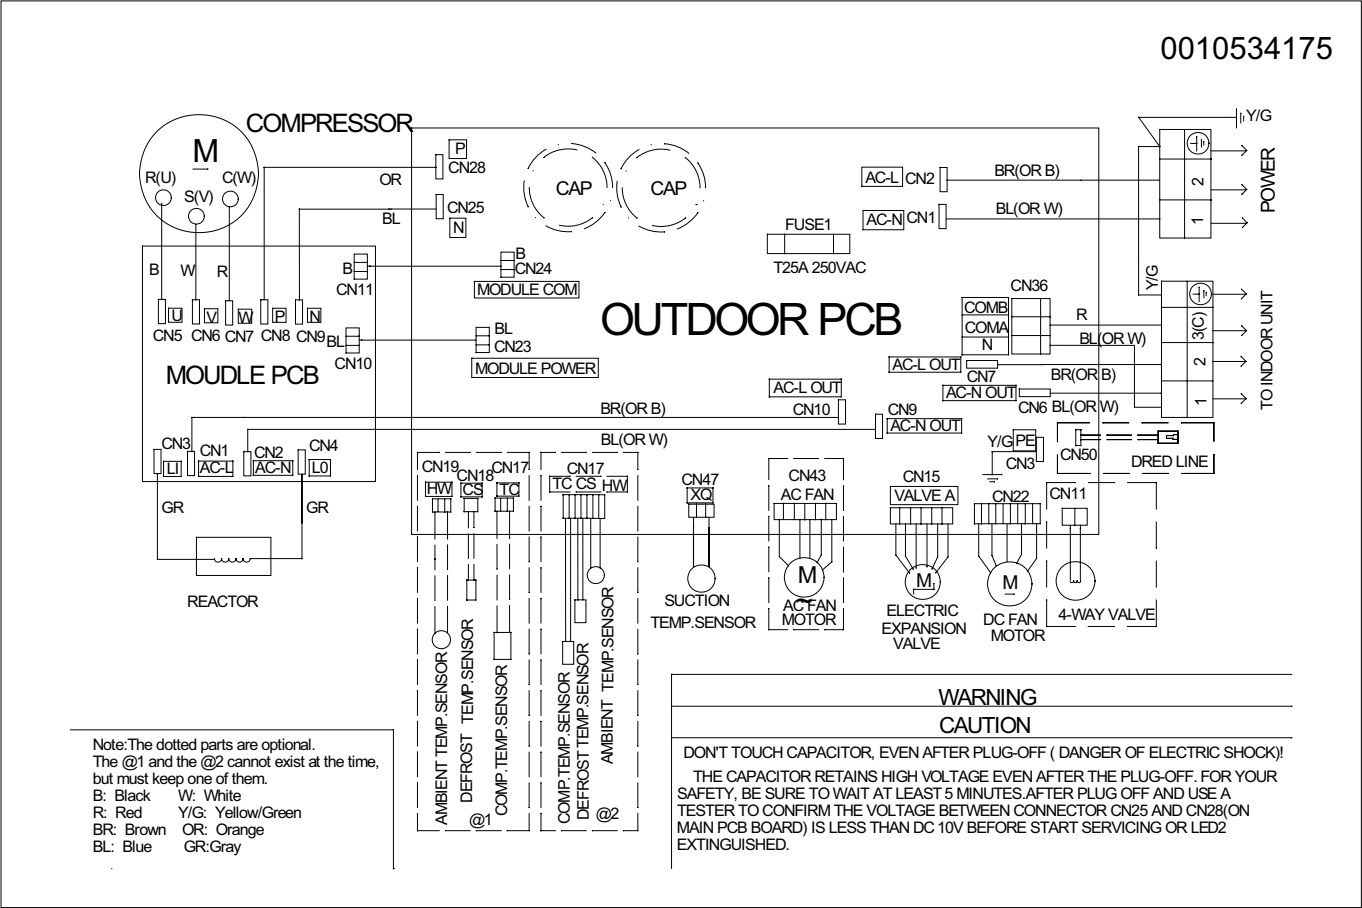 0010534175
COMPRESSOR
M
R(U)
C(W)
S(V)
P
CN28
OR
CN25
BL
N
CAP
CAP
AC-L CN2
BR(OR B)
AC-N CN1
BL(OR W)
Y/G
2
1
POWER
FUSE1
T25A 250VAC
B W R
B
CN11
B
CN24
MODULE COM
U V W P N
CN5 CN6 CN7 CN8 CN9
BL
CN10
BL
CN23
MODULE POWER
MOUDLE PCB
OUTDOOR PCB
CN36
COMB
COMA
N
R
BL(OR W)
Y/G
3(C)
2
1
TO INDOOR UNIT
AC-L OUT
CN7
BR(OR B)
AC-N OUT
CN6
BL(OR W)
AC-L OUT
CN10
CN9
AC-N OUT
BR(OR B)
BL(OR W)
CN3
LI
CN1
AC-L
CN2
AC-N
CN4
L0
GR
GR
REACTOR
Y/G PE
CN3
CN50
DRED LINE
CN19
HW
CN18
CS
CN17
TC
CN17
TC CS HW
CN47
XQ
CN43
AC FAN
CN15
VALVE A
CN22
CN11
SUCTION
TEMP.SENSOR
M
~
AC FAN
MOTOR
M
ELECTRIC
EXPANSION
VALVE
M
DC FAN
MOTOR
4-WAY VALVE
AMBIENT TEMP.SENSOR
DEFROST TEMP.SENSOR
COMP.TEMP.SENSOR
@1
COMP.TEMP.SENSOR
DEFROST TEMP.SENSOR
AMBIENT TEMP.SENSOR
@2
Note:The dotted parts are optional.
The @1 and the @2 cannot exist at the time,
but must keep one of them.
B: Black W: White
R: Red Y/G: Yellow/Green
BR: Brown OR: Orange
BL: Blue GR:Gray
WARNING
CAUTION
DON'T TOUCH CAPACITOR, EVEN AFTER PLUG-OFF ( DANGER OF ELECTRIC SHOCK)!
THE CAPACITOR RETAINS HIGH VOLTAGE EVEN AFTER THE PLUG-OFF. FOR YOUR
SAFETY, BE SURE TO WAIT AT LEAST 5 MINUTES.AFTER PLUG OFF AND USE A
TESTER TO CONFIRM THE VOLTAGE BETWEEN CONNECTOR CN25 AND CN28(ON
MAIN PCB BOARD) IS LESS THAN DC 10V BEFORE START SERVICING OR LED2
EXTINGUISHED.